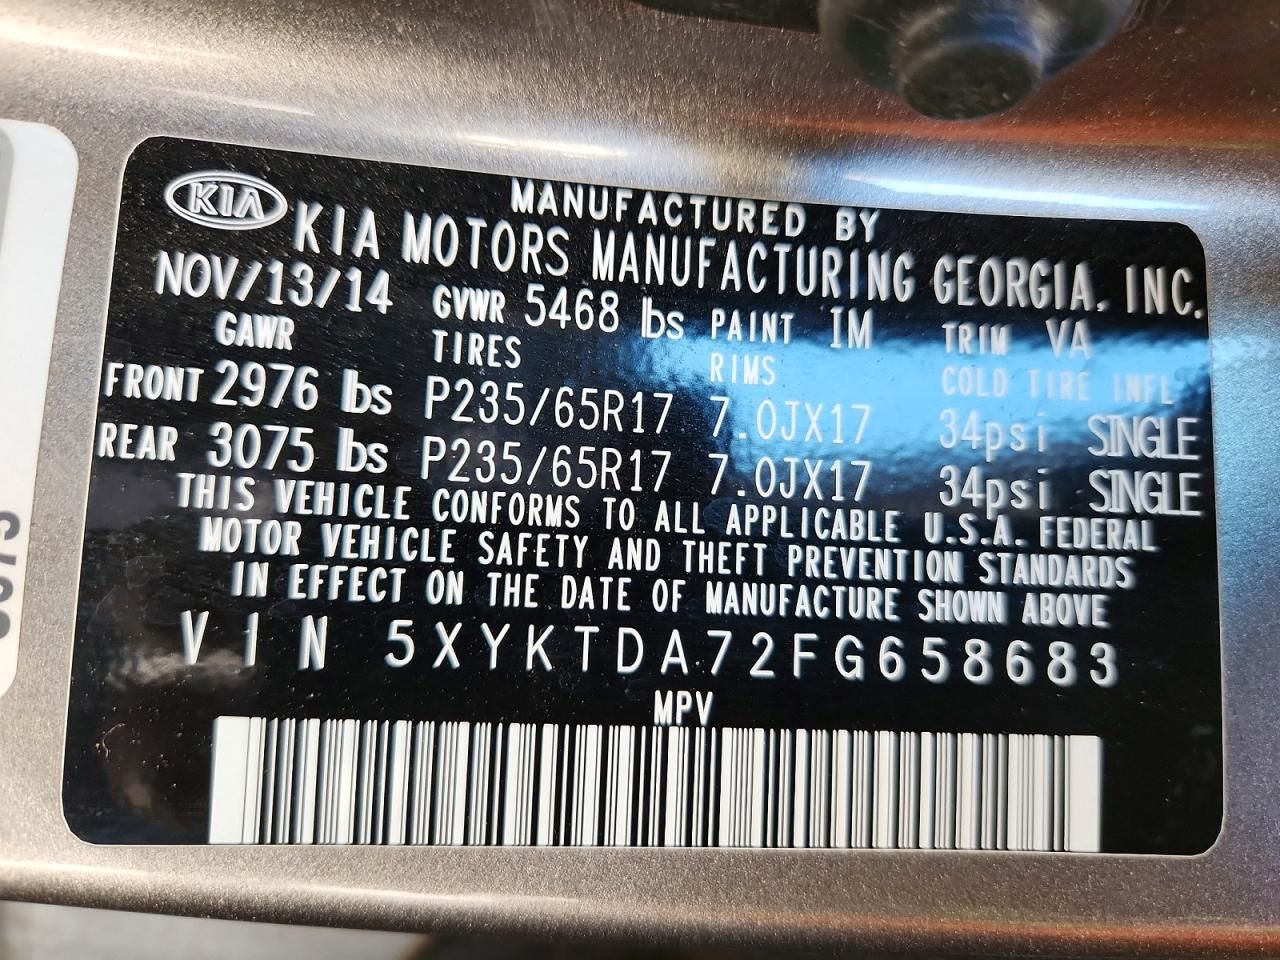 KIA
MANUFACTURED BY
KIA MOTORS MANUFACTURING GEORGIA, INC.
NOV/13/14 GVWR 5468 lbs PAINT IM TRIM VA
GAWR TIRES RIMS COLD TIRE INFL
FRONT 2976 lbs P235/65R17 7.0JX17 34psi SINGLE
REAR 3075 lbs P235/65R17 7.0JX17 34psi SINGLE
THIS VEHICLE CONFORMS TO ALL APPLICABLE U.S.A. FEDERAL
MOTOR VEHICLE SAFETY AND THEFT PREVENTION STANDARDS
IN EFFECT ON THE DATE OF MANUFACTURE SHOWN ABOVE
VIN 5XYKTDA72FG658683
MPV